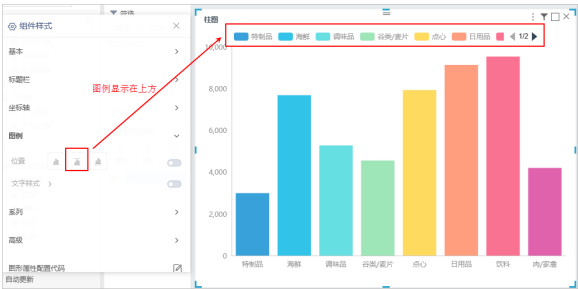 组件样式
基本
标题栏
坐标轴
图例
位置
文字样式
系列
高级
图形属性配置代码
自动更新
图例显示在上方
柱图
特制品 海鲜 调味品 谷类/麦片 点心 日用品 1/2
10,000
8,000
6,000
4,000
2,000
0
特制品 海鲜 调味品 谷类/麦片 点心 日用品 饮料 肉/家禽